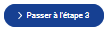 Passer à l'étape 3